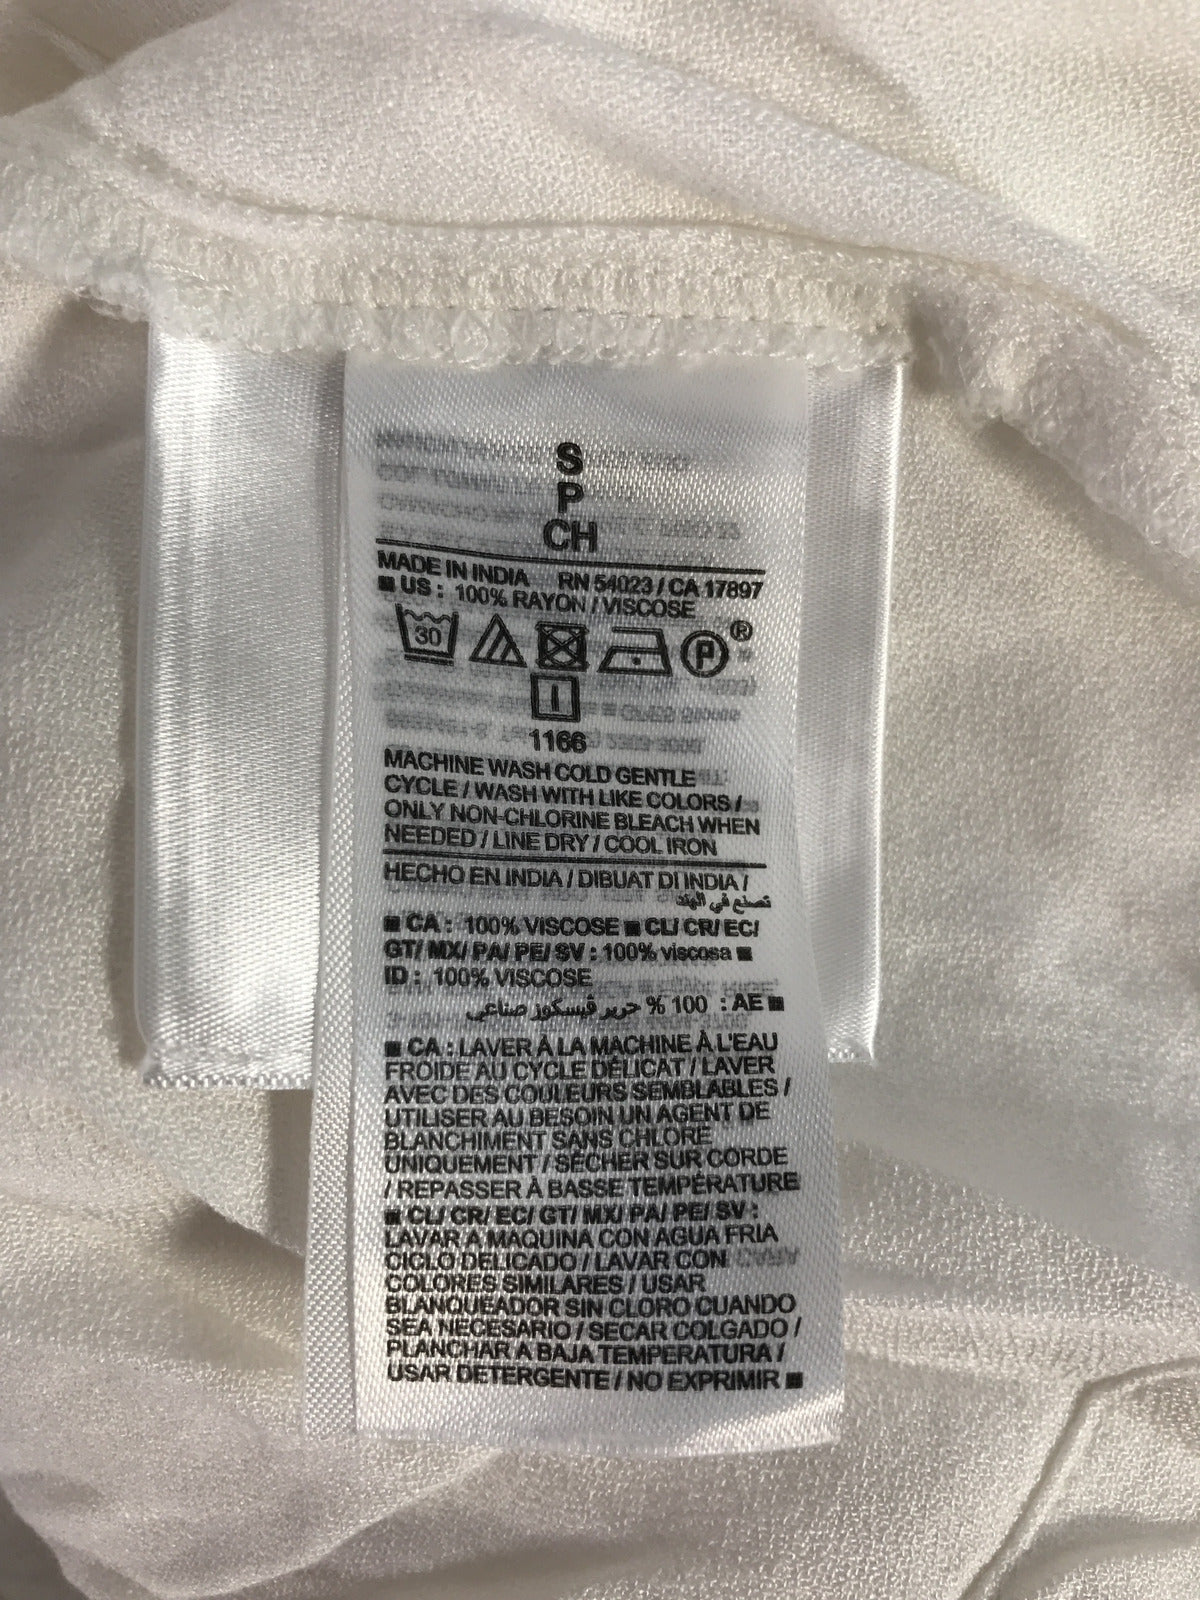 S
P
CH
MADE IN INDIA RN 54023 / CA 17897
■ US : 100% RAYON / VISCOSE
30 P ®
1166
MACHINE WASH COLD GENTLE
CYCLE / WASH WITH LIKE COLORS /
ONLY NON-CHLORINE BLEACH WHEN
NEEDED / LINE DRY / COOL IRON
HECHO EN INDIA / DIBUAT DI INDIA /
تصنع في الهند
■ CA : 100% VISCOSE ■ CL/ CR/ EC/
GT/ MX/ PA/ PE/ SV : 100% viscosa ■
ID : 100% VISCOSE
■ AE : 100 % حرير ڤيسكوز صناعي
■ CA : LAVER À LA MACHINE À L'EAU
FROIDE AU CYCLE DÉLICAT / LAVER
AVEC DES COULEURS SEMBLABLES /
UTILISER AU BESOIN UN AGENT DE
BLANCHIMENT SANS CHLORE
UNIQUEMENT / SÉCHER SUR CORDE
/ REPASSER À BASSE TEMPÉRATURE
■ CL/ CR/ EC/ GT/ MX/ PA/ PE/ SV :
LAVAR A MAQUINA CON AGUA FRIA
CICLO DELICADO / LAVAR CON
COLORES SIMILARES / USAR
BLANQUEADOR SIN CLORO CUANDO
SEA NECESARIO / SECAR COLGADO /
PLANCHAR A BAJA TEMPERATURA /
USAR DETERGENTE / NO EXPRIMIR ■